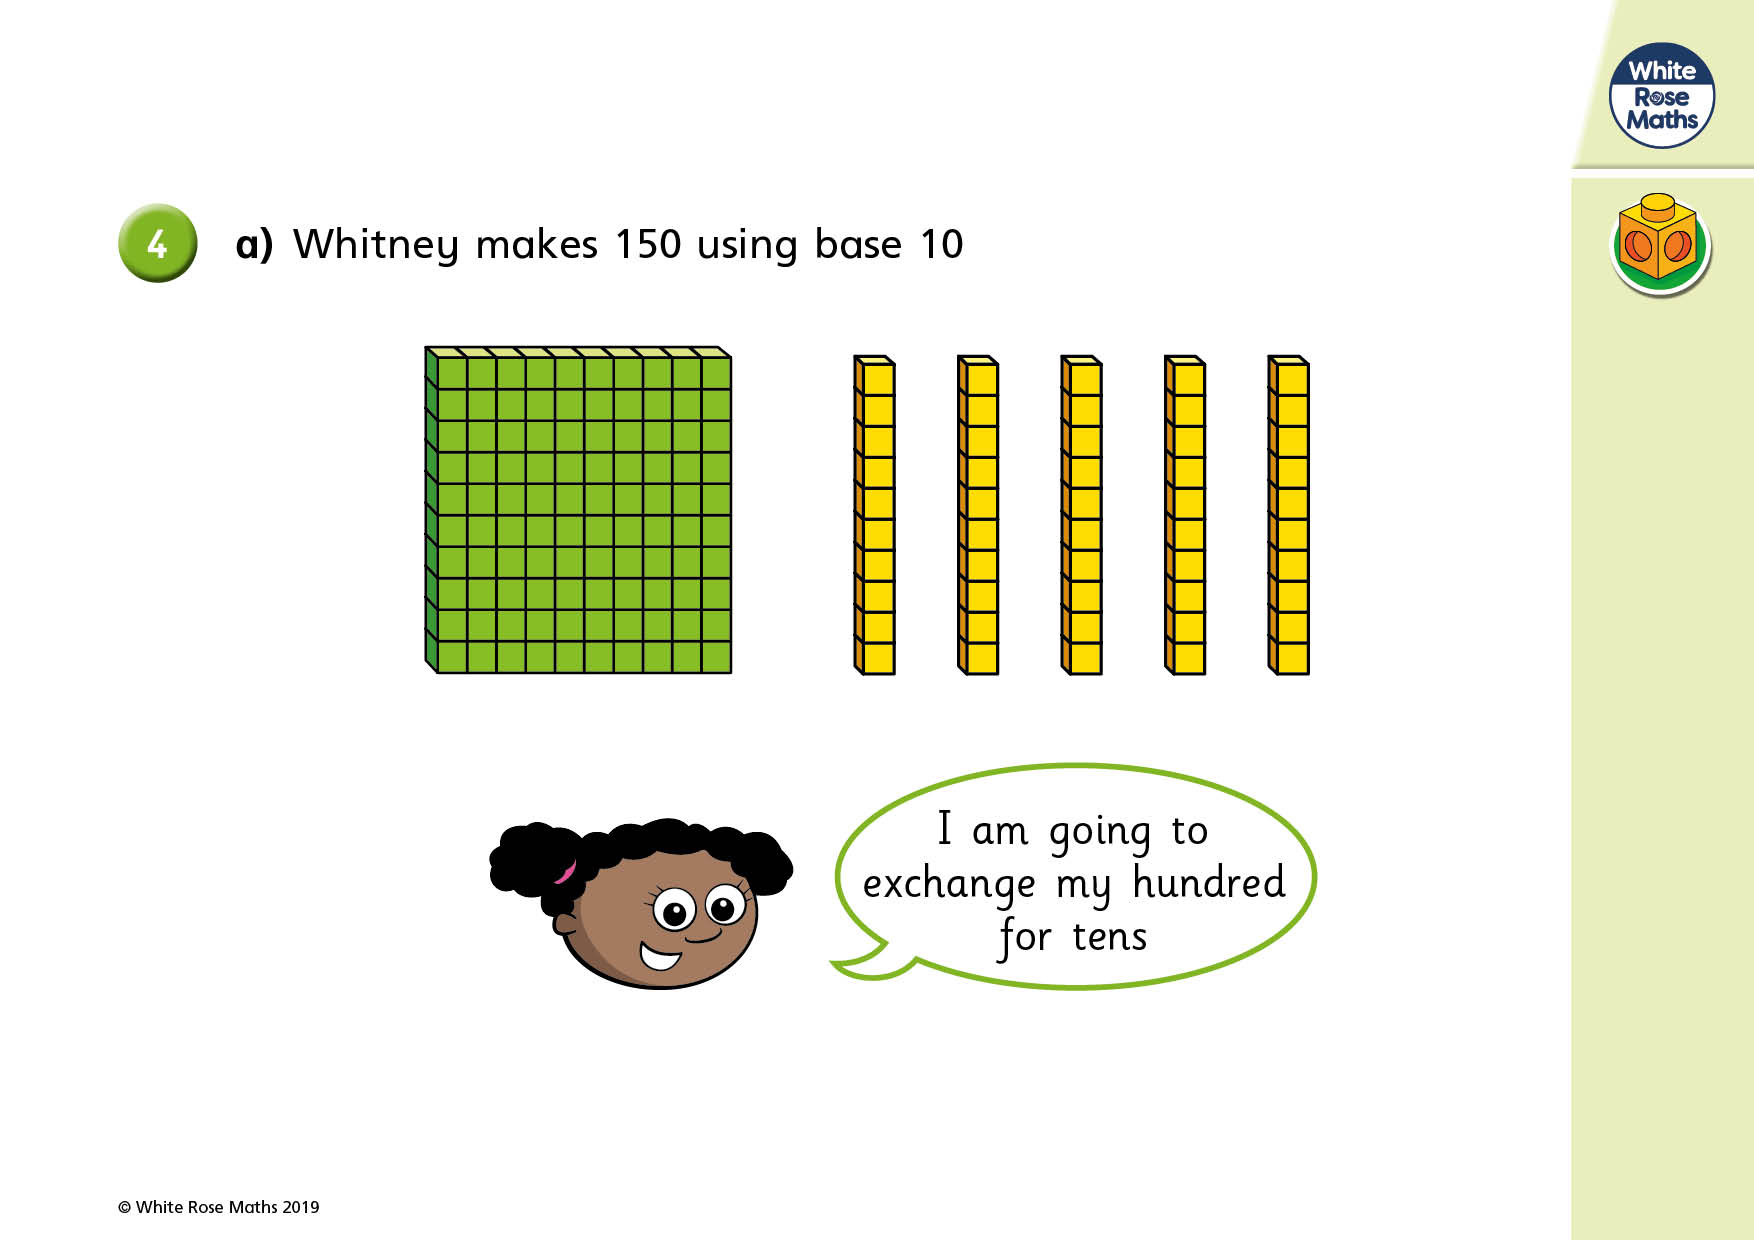 White
Rose
Maths
4 a) Whitney makes 150 using base 10
I am going to
exchange my hundred
for tens
© White Rose Maths 2019